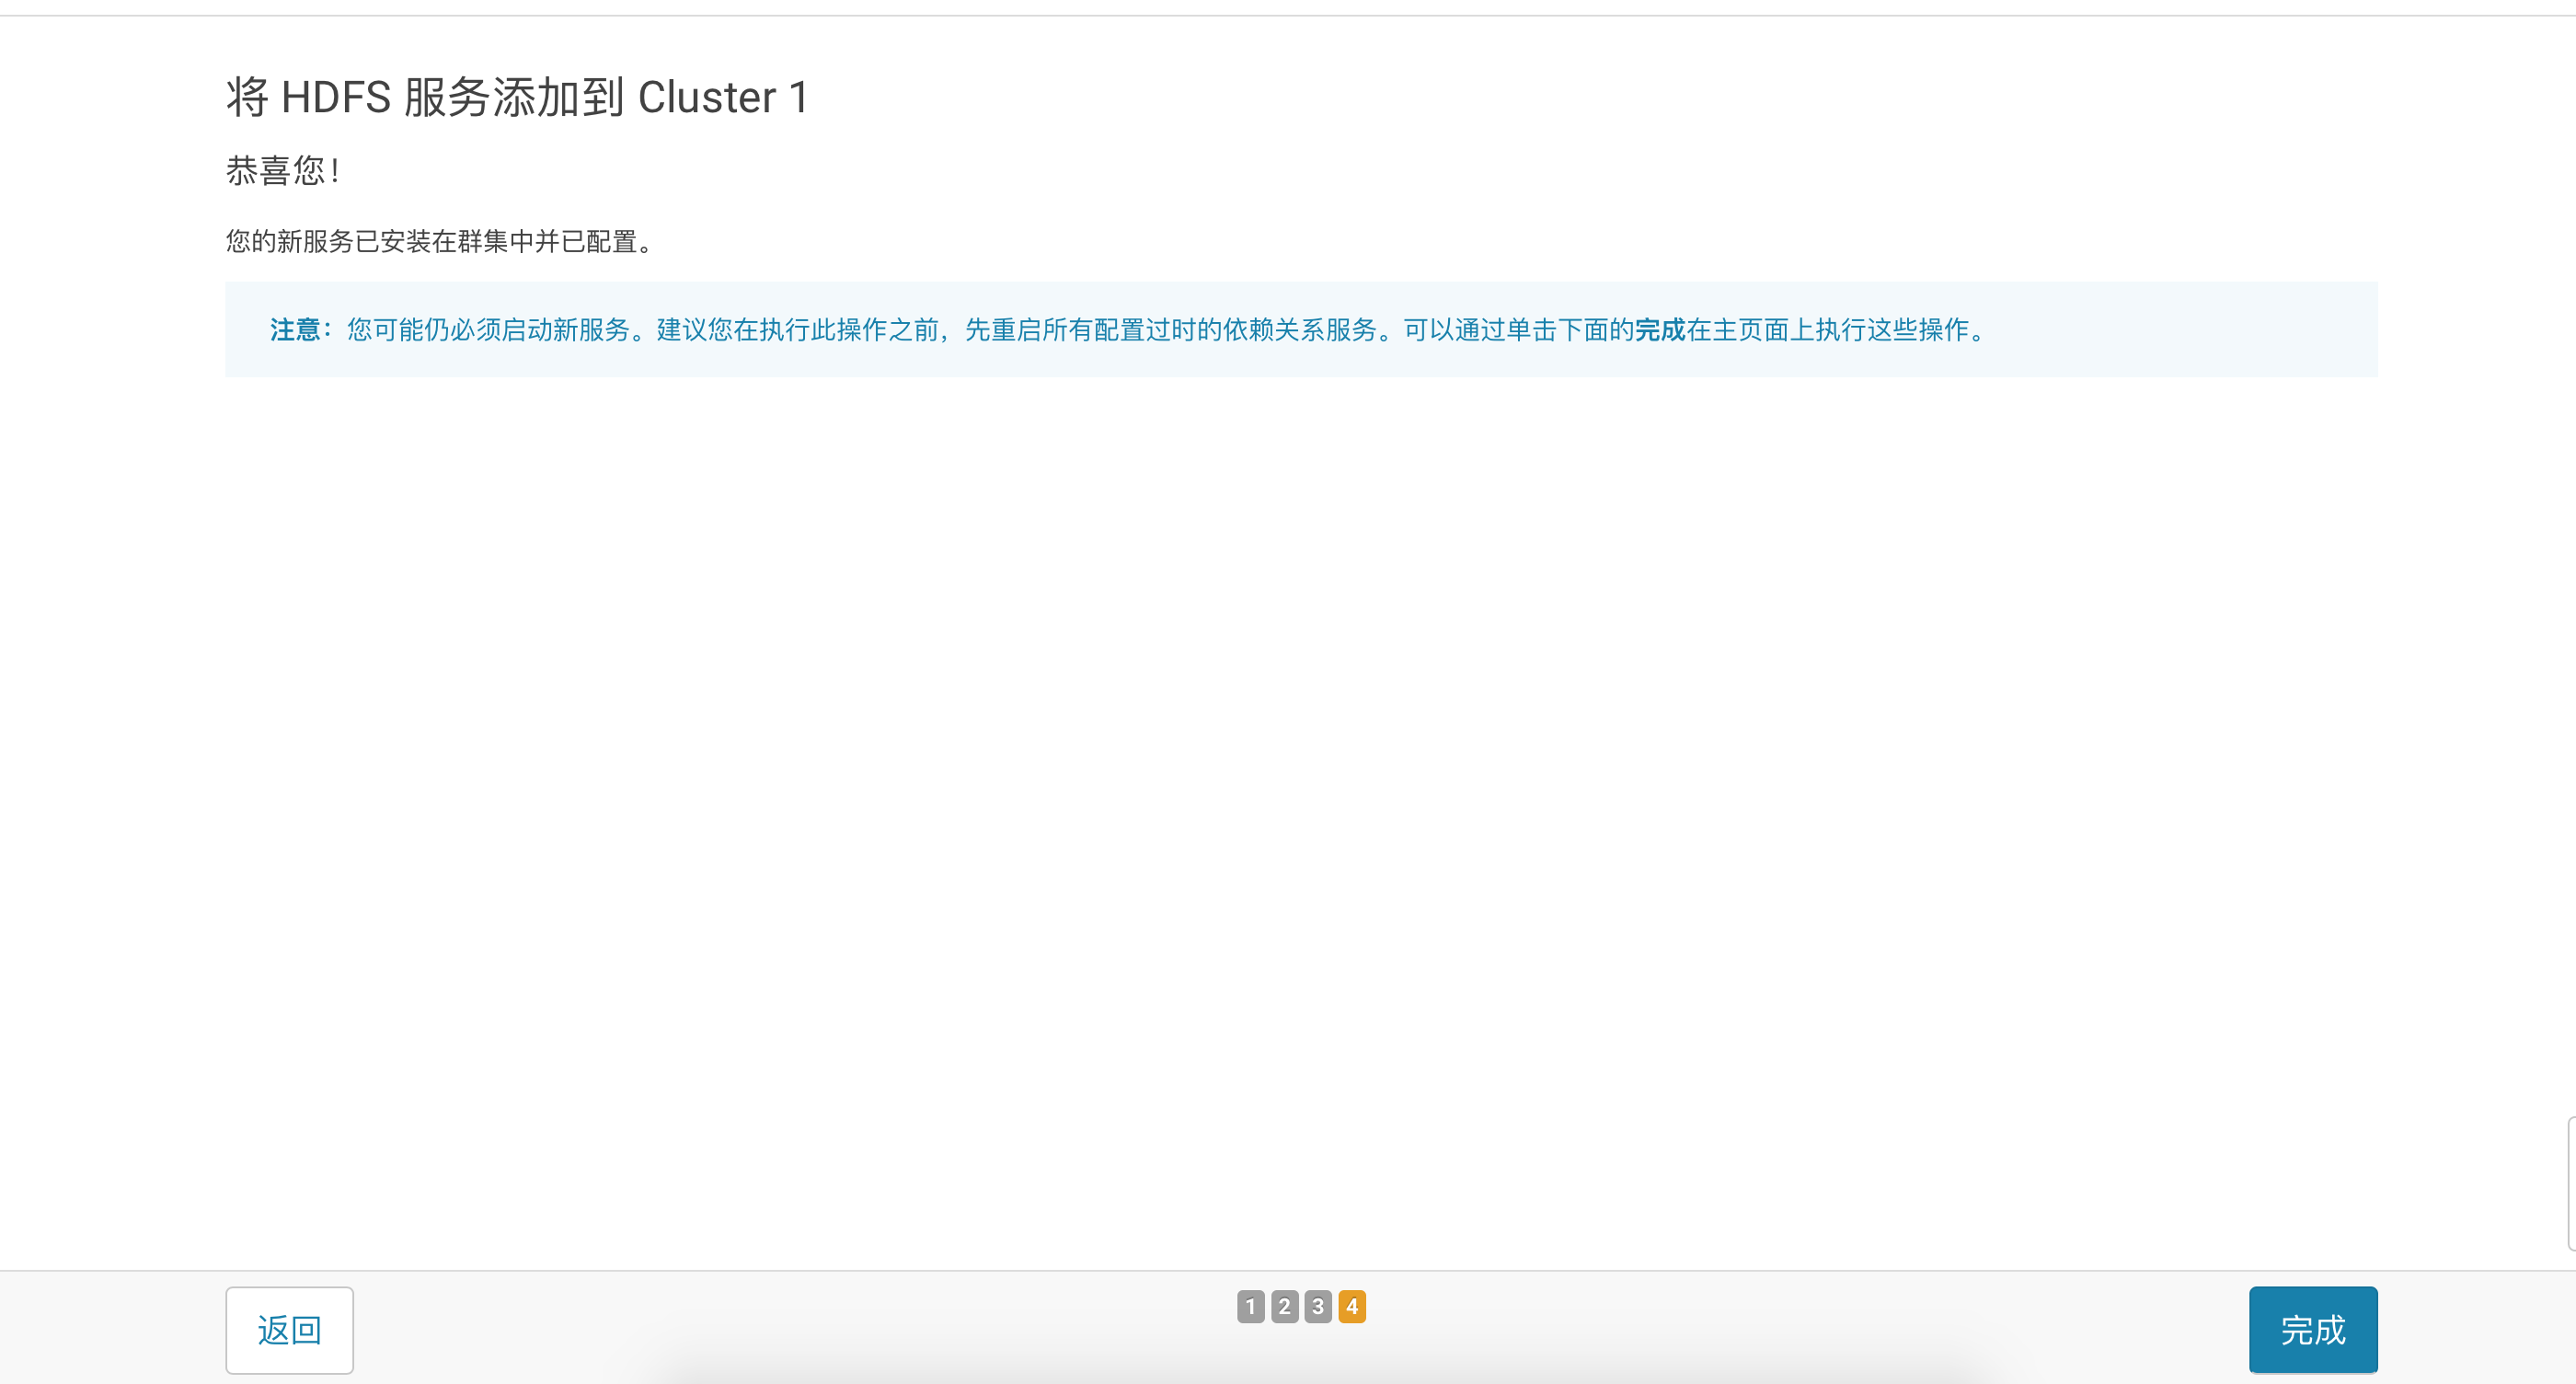 将 HDFS 服务添加到 Cluster 1
恭喜您！
您的新服务已安装在群集中并已配置。
注意：您可能仍必须启动新服务。建议您在执行此操作之前，先重启所有配置过时的依赖关系服务。可以通过单击下面的完成在主页面上执行这些操作。
返回
1 2 3 4
完成